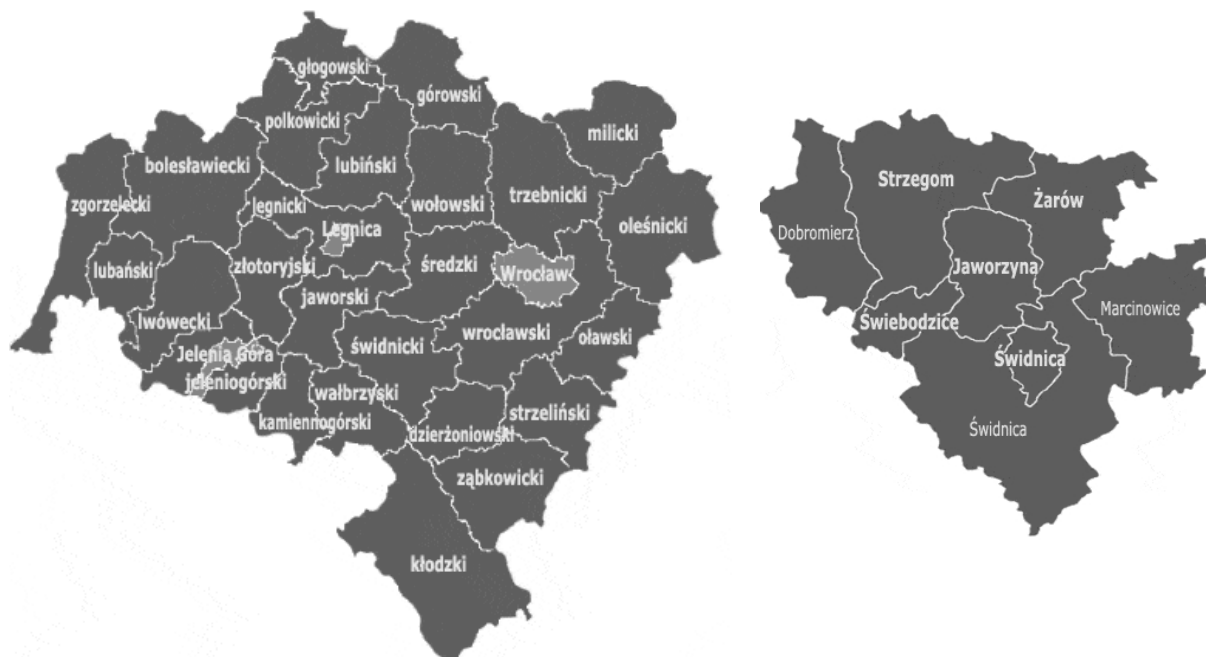 głogowski
górowski
polkowicki
milicki
bolesławiecki
lubiński
trzebnicki
zgorzelecki
legnicki
wołowski
oleśnicki
Legnica
lubański
złotoryjski
średzki
Wrocław
jaworski
lwówecki
wrocławski
oławski
Jelenia Góra
świdnicki
jeleniogórski
wałbrzyski
strzeliński
kamiennogórski
dzierżoniowski
ząbkowicki
kłodzki
Strzegom
Żarów
Dobromierz
Jaworzyna
Marcinowice
Świebodzice
Świdnica
Świdnica